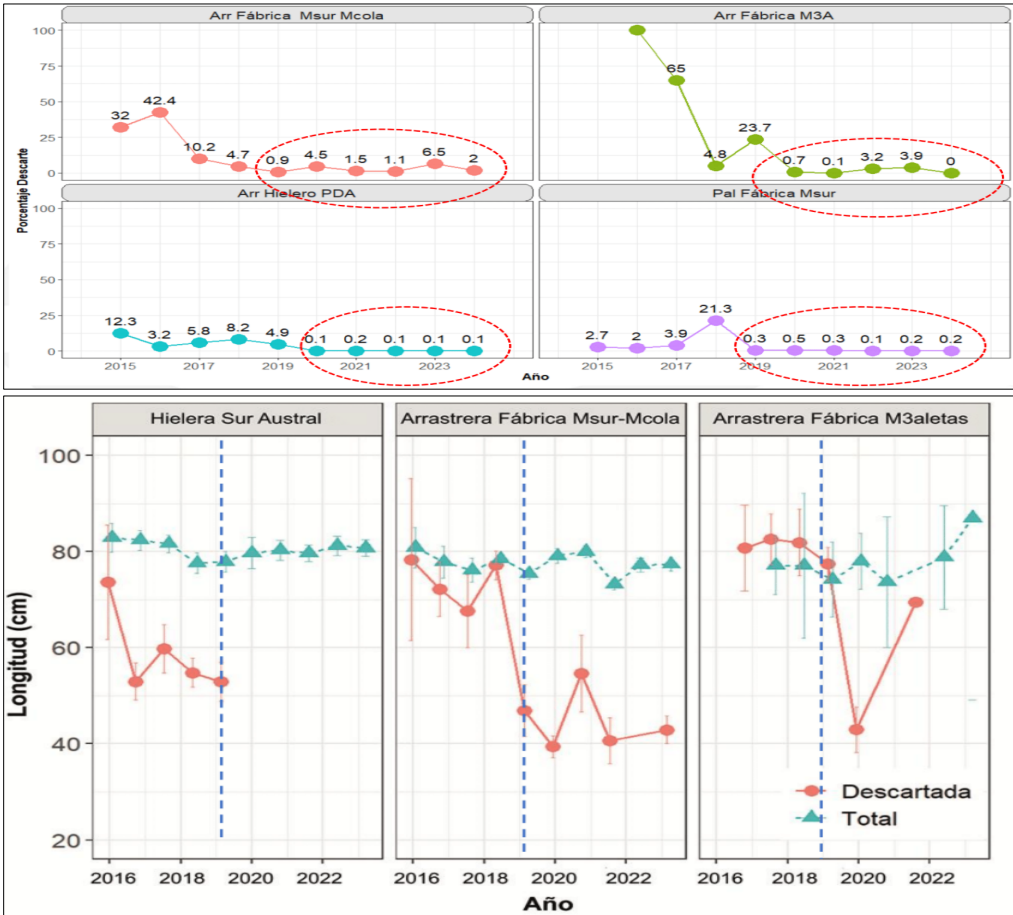 Arr Fábrica Msur Mcola
Arr Fábrica M3A
100
75
50
25
0
32
42.4
10.2
4.7
0.9
4.5
1.5
1.1
6.5
2
65
4.8
23.7
0.7
0.1
3.2
3.9
0
Porcentaje Descarte
Arr Hielero PDA
Pal Fábrica Msur
100
75
50
25
0
12.3
3.2
5.8
8.2
4.9
0.1
0.2
0.1
0.1
0.1
2.7
2
3.9
21.3
0.3
0.5
0.3
0.1
0.2
0.2
2015 2017 2019 2021 2023
2015 2017 2019 2021 2023
Año
Hielera Sur Austral
Arrastrera Fábrica Msur-Mcola
Arrastrera Fábrica M3aletas
Longitud (cm)
100
80
60
40
20
Descartada
Total
2016 2018 2020 2022
2016 2018 2020 2022
2016 2018 2020 2022
Año